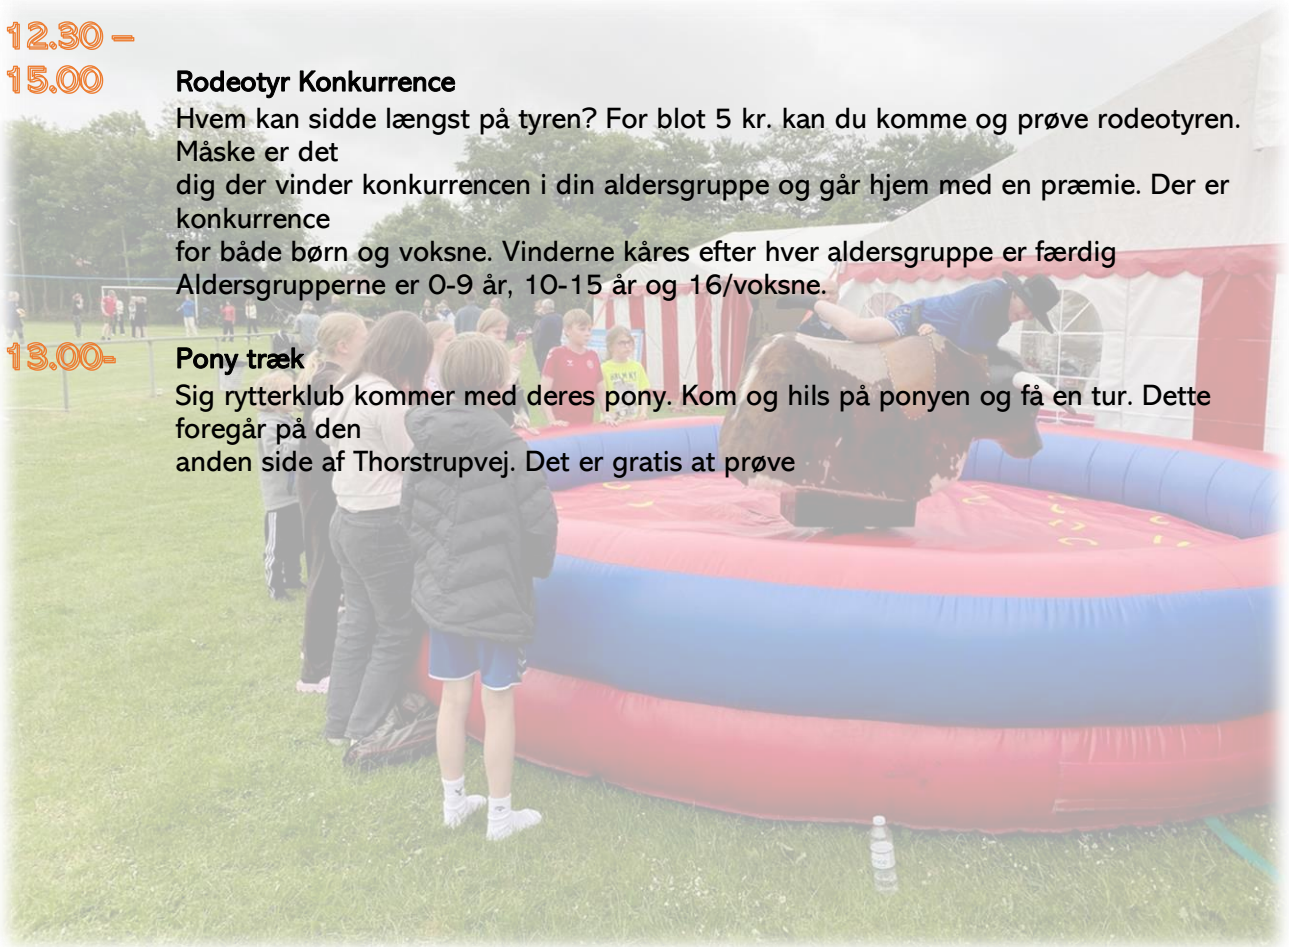 12.30 –
15.00 Rodeotyr Konkurrence
Hvem kan sidde længst på tyren? For blot 5 kr. kan du komme og prøve rodeotyren.
Måske er det
dig der vinder konkurrencen i din aldersgruppe og går hjem med en præmie. Der er
konkurrence
for både børn og voksne. Vinderne kåres efter hver aldersgruppe er færdig
Aldersgrupperne er 0-9 år, 10-15 år og 16/voksne.
13.00- Pony træk
Sig rytterklub kommer med deres pony. Kom og hils på ponyen og få en tur. Dette
foregår på den
anden side af Thorstrupvej. Det er gratis at prøve